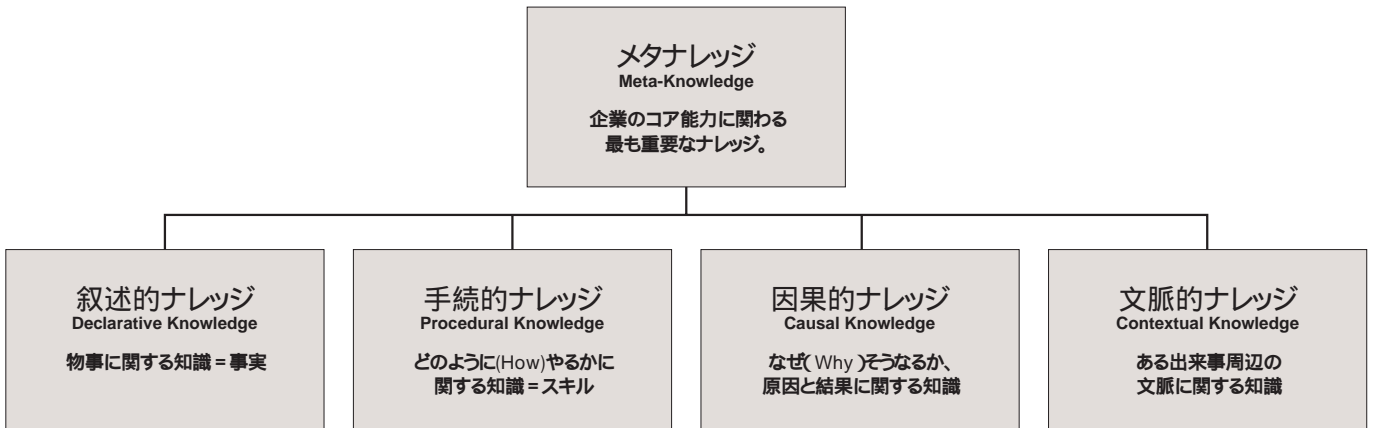 メタナレッジ
Meta-Knowledge
企業のコア能力に関わる
最も重要なナレッジ。
叙述的ナレッジ
Declarative Knowledge
物事に関する知識=事実
手続的ナレッジ
Procedural Knowledge
どのように(How)やるかに
関する知識=スキル
因果的ナレッジ
Causal Knowledge
なぜ( Why )そうなるか、
原因と結果に関する知識
文脈的ナレッジ
Contextual Knowledge
ある出来事周辺の
文脈に関する知識